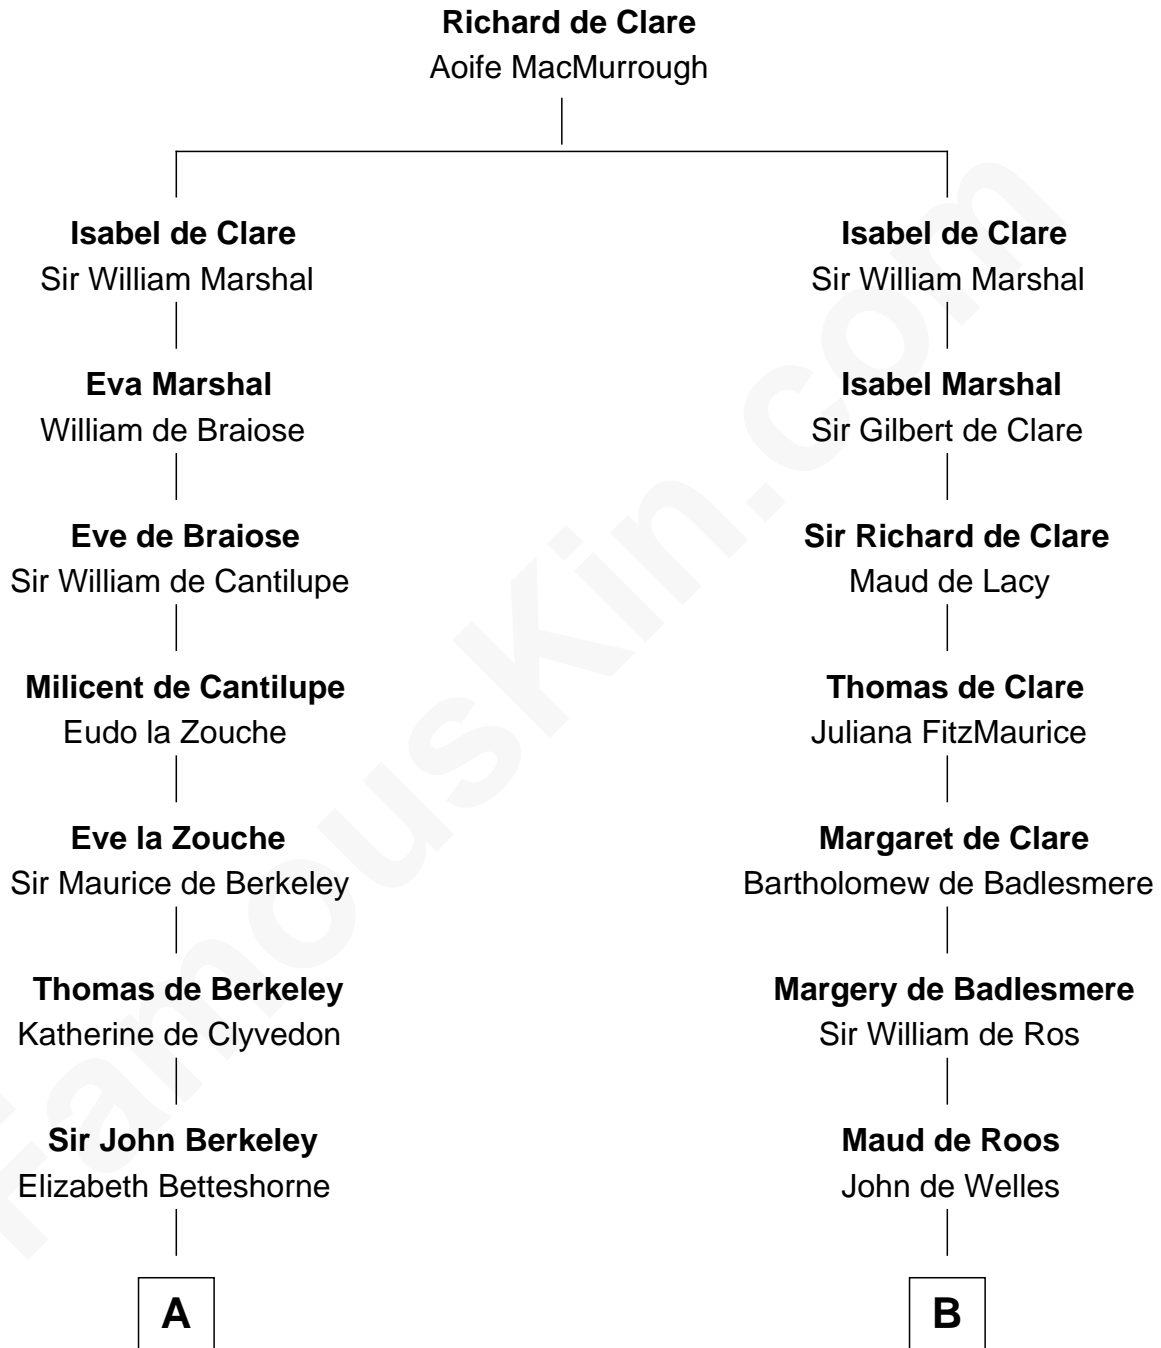 Richard de Clare
Aoife MacMurrough
Isabel de Clare
Sir William Marshal
Eva Marshal
William de Braiose
Eve de Braiose
Sir William de Cantilupe
Milicent de Cantilupe
Eudo la Zouche
Eve la Zouche
Sir Maurice de Berkeley
Thomas de Berkeley
Katherine de Clyvedon
Sir John Berkeley
Elizabeth Betteshorne
A
Isabel de Clare
Sir William Marshal
Isabel Marshal
Sir Gilbert de Clare
Sir Richard de Clare
Maud de Lacy
Thomas de Clare
Juliana FitzMaurice
Margaret de Clare
Bartholomew de Badlesmere
Margery de Badlesmere
Sir William de Ros
Maud de Roos
John de Welles
B
FamousKin.com